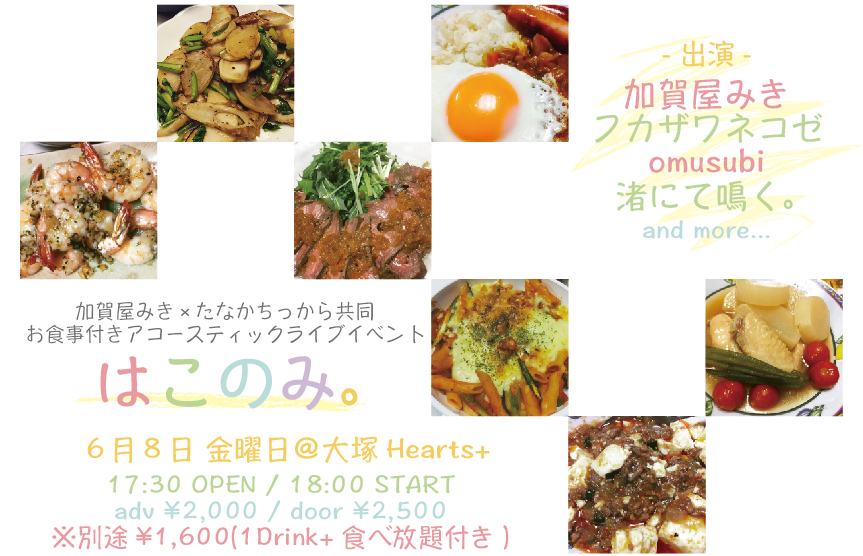 - 出演 -
加賀屋みき
フカザワネコゼ
omusubi
渚にて鳴く。
and more...
加賀屋みき×たなかちっから共同
お食事付きアコースティックライブイベント
はこのみ。
6月8日 金曜日@大塚 Hearts+
17:30 OPEN / 18:00 START
adv ¥2,000 / door ¥2,500
※別途 ¥1,600(1Drink+ 食べ放題付き )